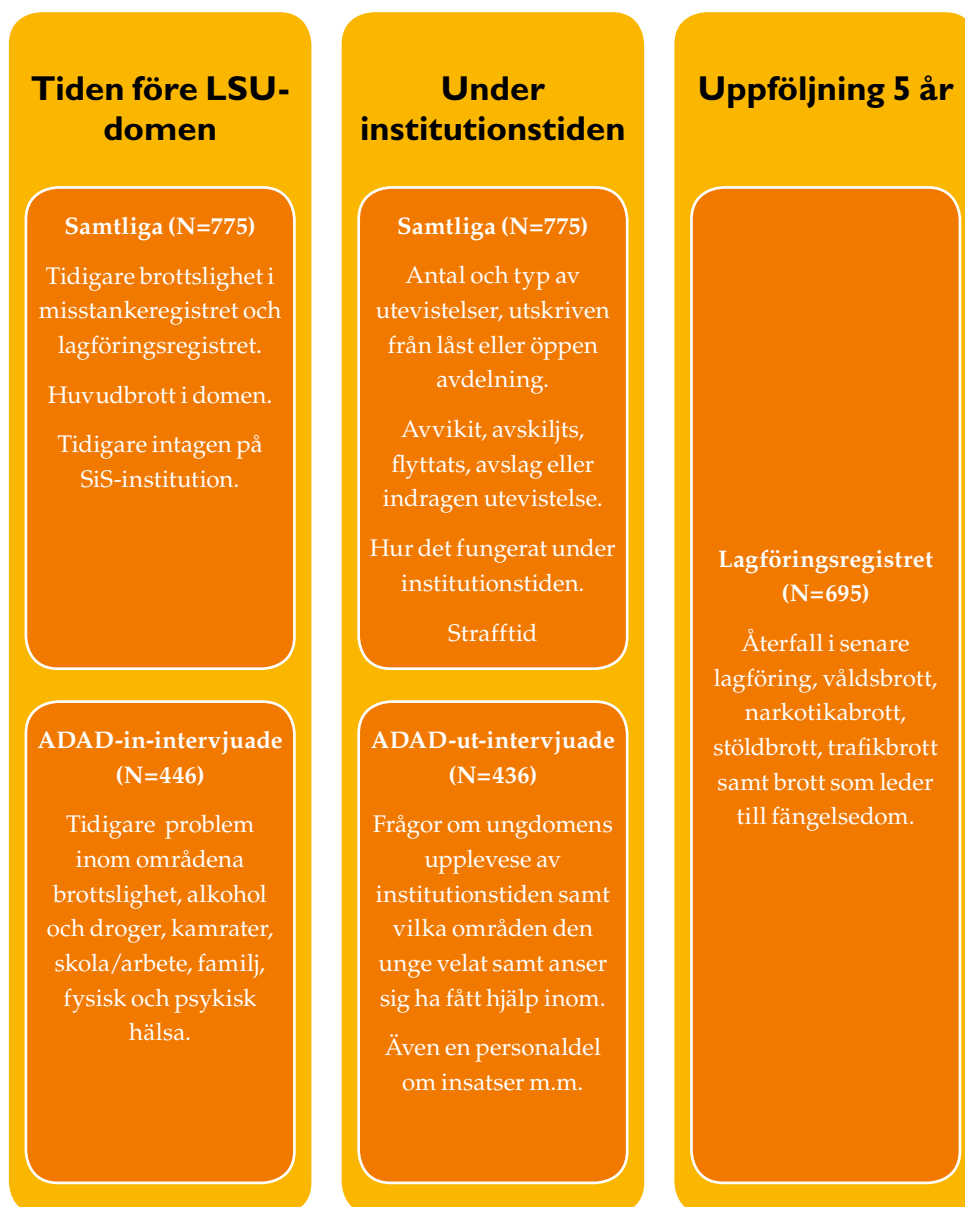 Tiden före LSU-
domen
Samtliga (N=775)
Tidigare brottslighet i
misstankeregistret och
lagföringsregistret.
Huvudbrott i domen.
Tidigare intagen på
SiS-institution.
ADAD-in-intervjuade
(N=446)
Tidigare problem
inom områdena
brottslighet, alkohol
och droger, kamrater,
skola/arbete, familj,
fysisk och psykisk
hälsa.
Under
institutionstiden
Samtliga (N=775)
Antal och typ av
utevistelser, utskriven
från låst eller öppen
avdelning.
Avvikit, avskiljts,
flyttats, avslag eller
indragen utevistelse.
Hur det fungerat under
institutionstiden.
Strafftid
ADAD-ut-intervjuade
(N=436)
Frågor om ungdomens
upplevese av
institutionstiden samt
vilka områden den
unge velat samt anser
sig ha fått hjälp inom.
Även en personaldel
om insatser m.m.
Uppföljning 5 år
Lagföringsregistret
(N=695)
Återfall i senare
lagföring, våldsbrott,
narkotikabrott,
stöldbrott, trafikbrott
samt brott som leder
till fängelsedom.